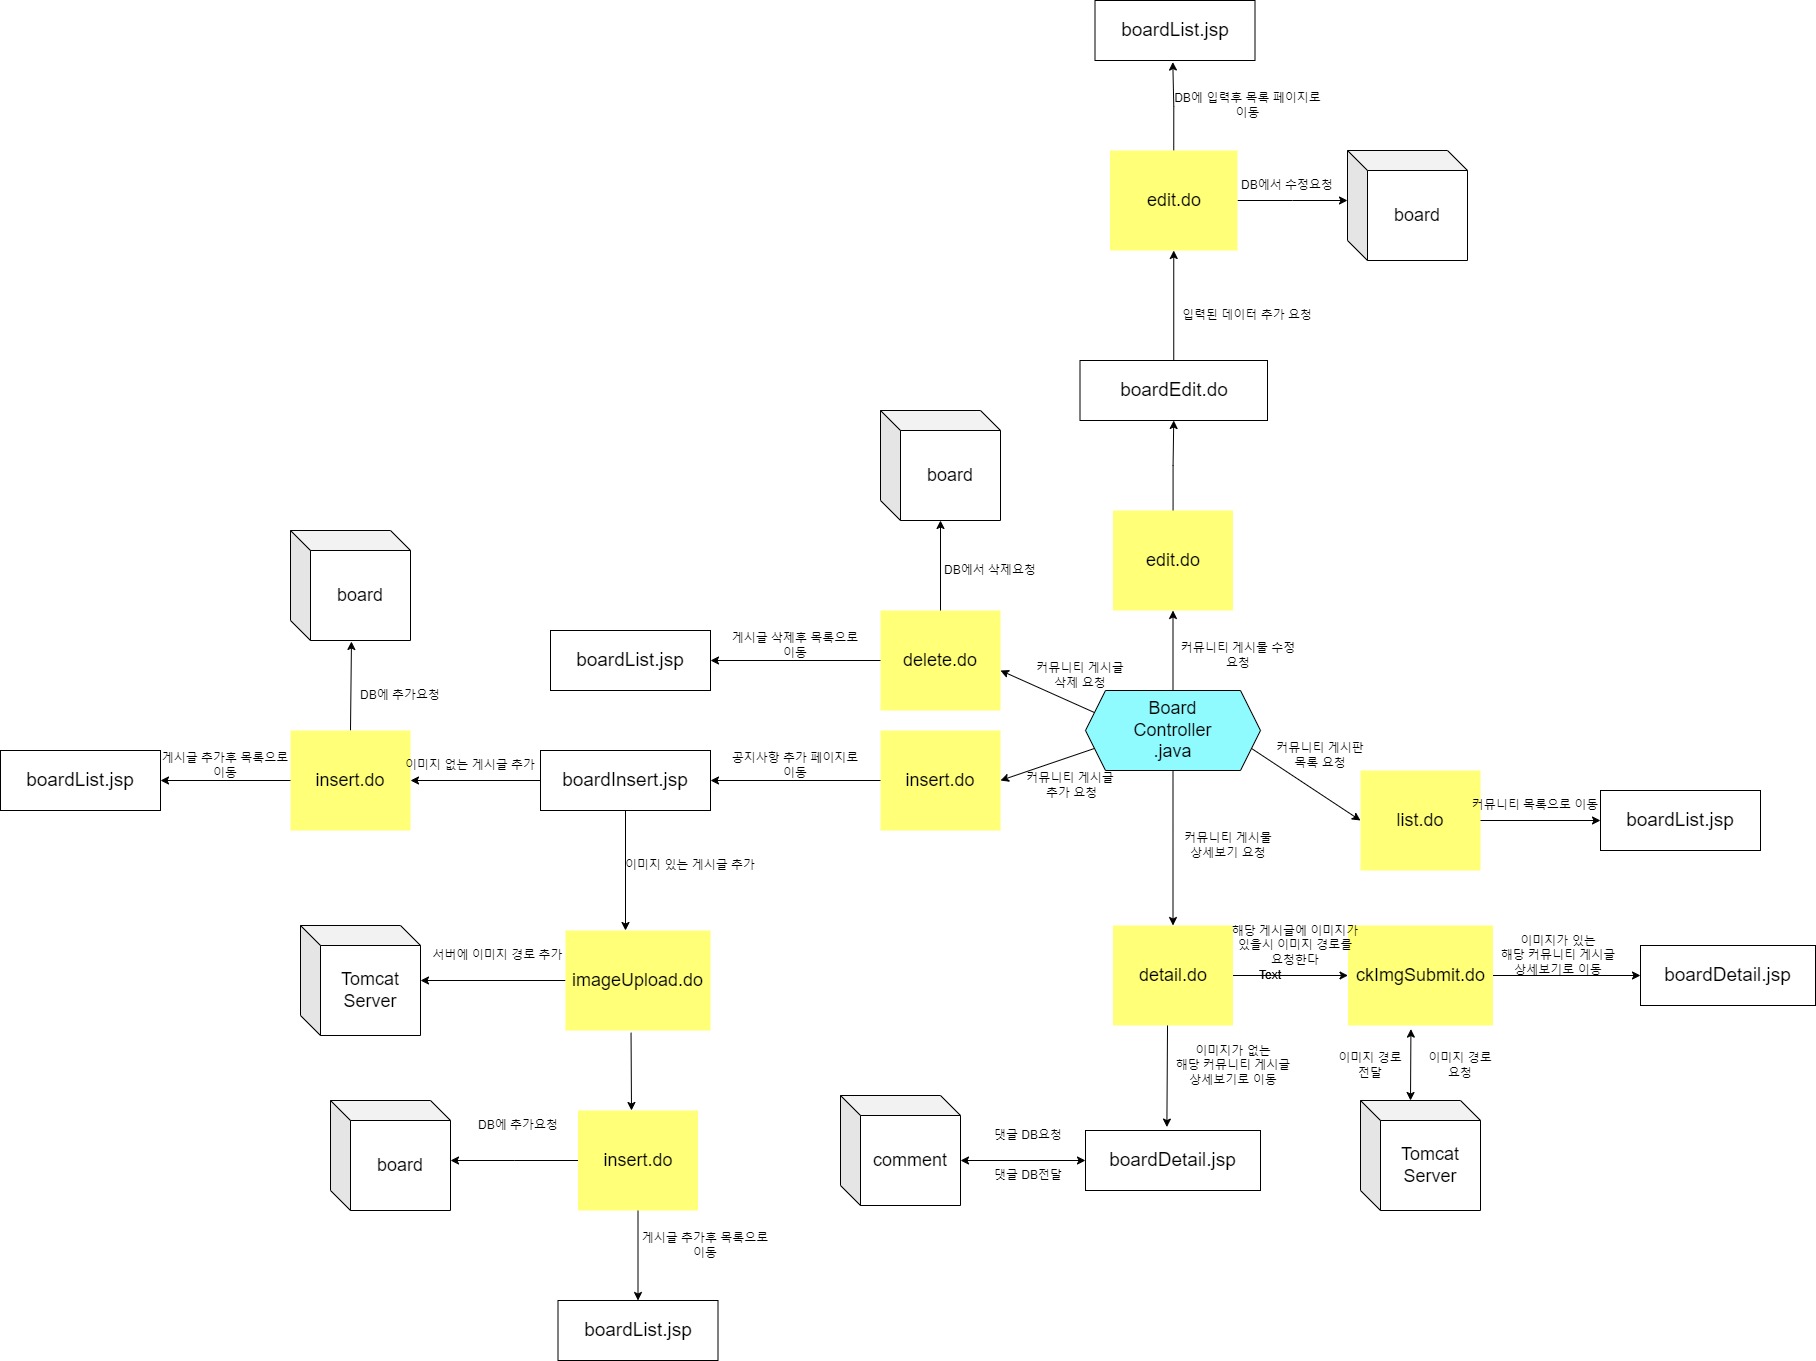 boardList.jsp
DB에 입력후 목록 페이지로
이동
edit.do
DB에서 수정요청
board
입력된 데이터 추가 요청
boardEdit.do
board
edit.do
DB에서 삭제요청
board
커뮤니티 게시물 수정
요청
boardList.jsp
게시글 삭제후 목록으로
이동
delete.do
커뮤니티 게시글
삭제 요청
DB에 추가요청
Board
Controller
.java
boardList.jsp
게시글 추가후 목록으로
이동
insert.do
이미지 없는 게시글 추가
boardInsert.jsp
공지사항 추가 페이지로
이동
insert.do
커뮤니티 게시글
추가 요청
커뮤니티 게시판
목록 요청
list.do
커뮤니티 목록으로 이동
boardList.jsp
이미지 있는 게시글 추가
커뮤니티 게시물
상세보기 요청
Tomcat
Server
서버에 이미지 경로 추가
imageUpload.do
detail.do
해당 게시글에 이미지가
있을시 이미지 경로를
요청한다
Text
ckImgSubmit.do
이미지가 있는
해당 커뮤니티 게시글
상세보기로 이동
boardDetail.jsp
이미지가 없는
해당 커뮤니티 게시글
상세보기로 이동
이미지 경로
전달
이미지 경로
요청
board
DB에 추가요청
insert.do
comment
댓글 DB요청
댓글 DB전달
boardDetail.jsp
Tomcat
Server
게시글 추가후 목록으로
이동
boardList.jsp